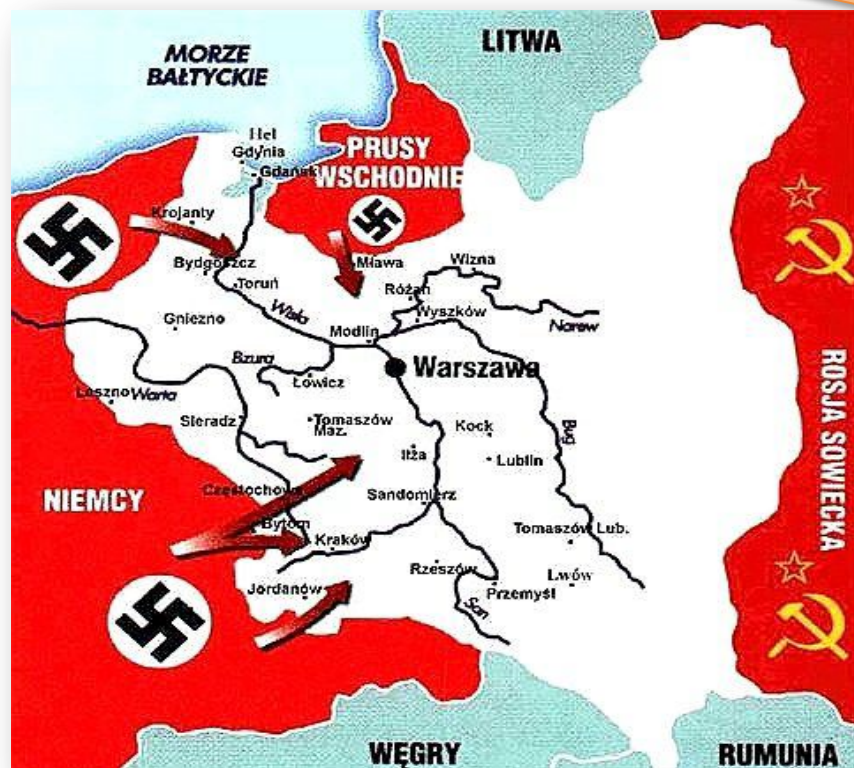 MORZE
BAŁTYCKIE
LITWA
Hel
Gdynia
Gdańsk
PRUSY
WSCHODNIE
Krojanty
Bydgoszcz
Toruń
Mława
Wizna
Różan
Wyszków
Narew
Gniezno
Wisła
Modlin
Bzura
Warszawa
Łowicz
Leszno
Warta
Sieradz
Tomaszów
Maz.
Kock
Bug
Iłża
Lublin
ROSJA SOWIECKA
NIEMCY
Częstochowa
Sandomierz
Bytom
Kraków
Tomaszów Lub.
Rzeszów
Lwów
Jordanów
Przemyśl
San
WĘGRY
RUMUNIA